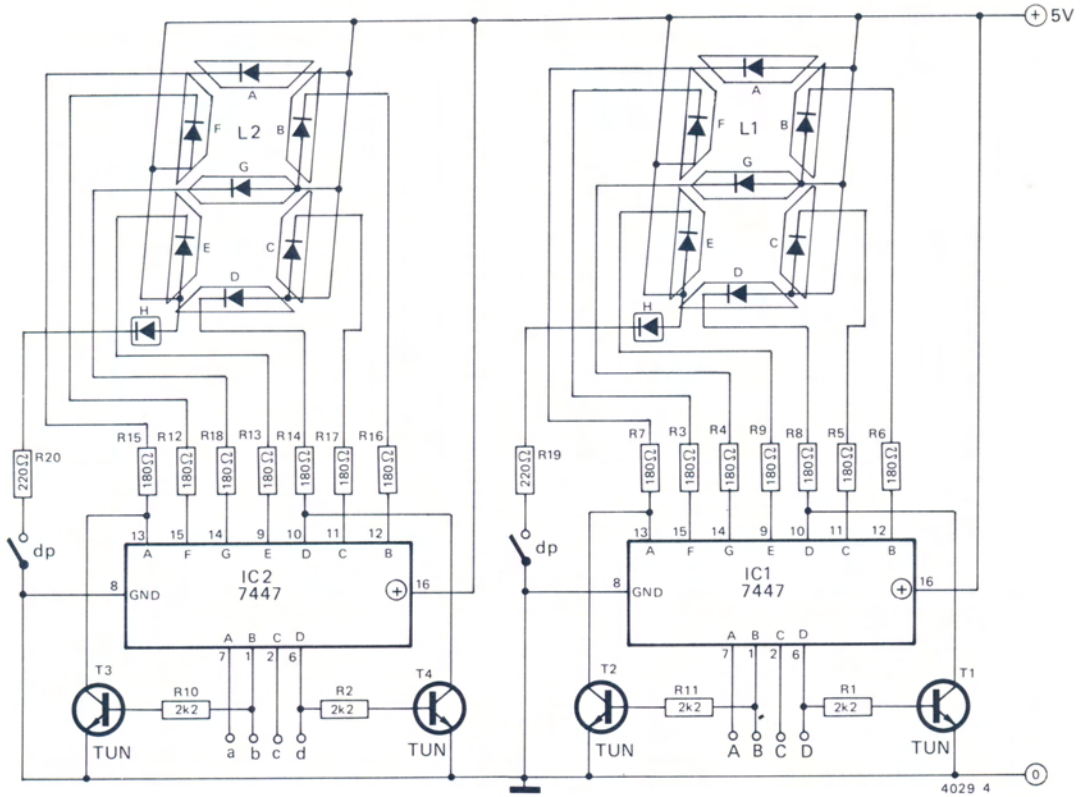 + 5V
A
F L2 B
G
E C
D
H
A
F L1 B
G
E C
D
H
R15 R12 R18 R13 R14 R17 R16
R20
220Ω 180Ω 180Ω 180Ω 180Ω 180Ω 180Ω 180Ω
R7 R3 R4 R9 R8 R5 R6
R19
220Ω 180Ω 180Ω 180Ω 180Ω 180Ω 180Ω 180Ω
dp
13 15 14 9 10 11 12
A F G E D C B
IC2
7447
8 GND + 16
A B C D
7 1 2 6
dp
13 15 14 9 10 11 12
A F G E D C B
IC1
7447
8 GND + 16
A B C D
7 1 2 6
T3 R10 R2 T4
2k2 2k2
TUN a b c d TUN
T2 R11 R1 T1
2k2 2k2
TUN A B C D TUN
0
4029 4